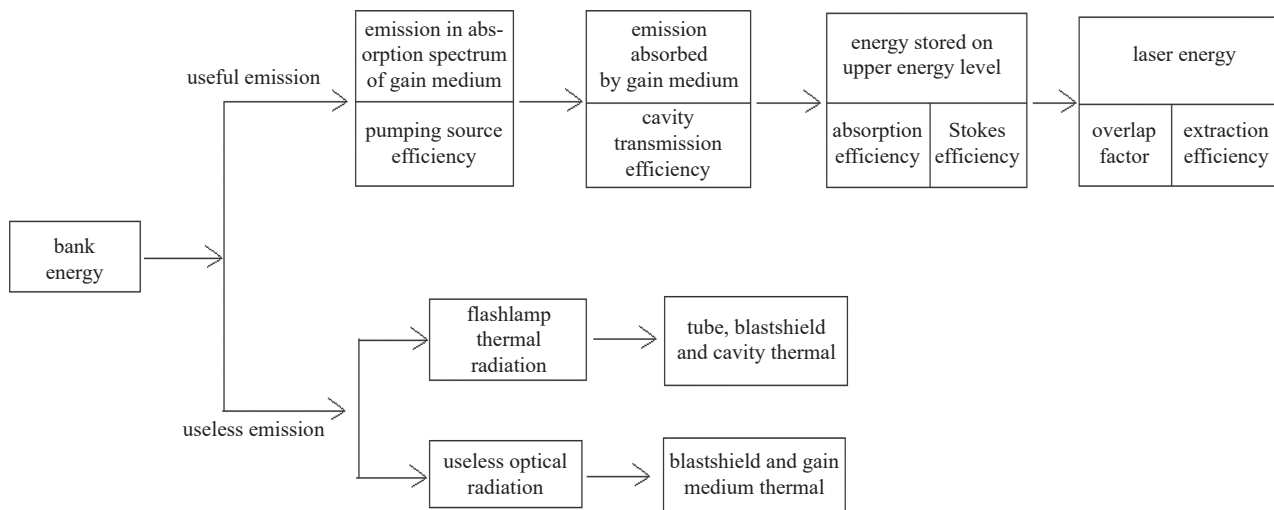 useful emission
emission in abs-
orption spectrum
of gain medium
pumping source
efficiency
emission
absorbed
by gain medium
cavity
transmission
efficiency
energy stored on
upper energy level
absorption
efficiency
Stokes
efficiency
laser energy
overlap
factor
extraction
efficiency
bank
energy
useless emission
flashlamp
thermal
radiation
tube, blastshield
and cavity thermal
useless optical
radiation
blastshield and gain
medium thermal